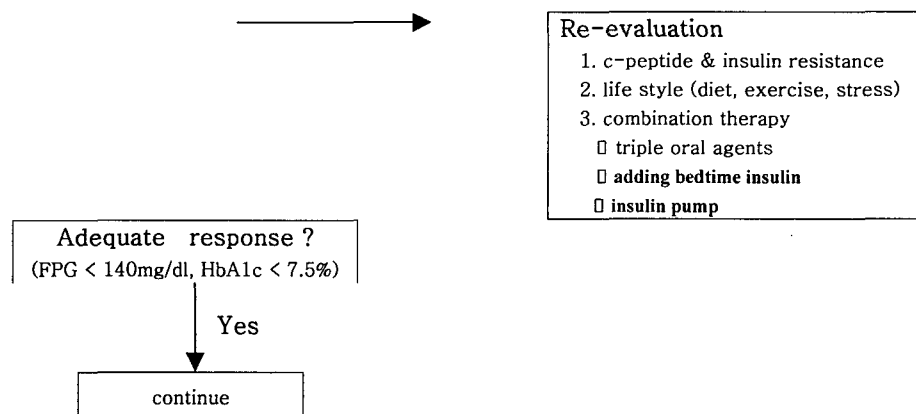 Re-evaluation
1. c-peptide & insulin resistance
2. life style (diet, exercise, stress)
3. combination therapy
▯ triple oral agents
▯ adding bedtime insulin
▯ insulin pump
Adequate response ?
(FPG < 140mg/dl, HbA1c < 7.5%)
Yes
continue